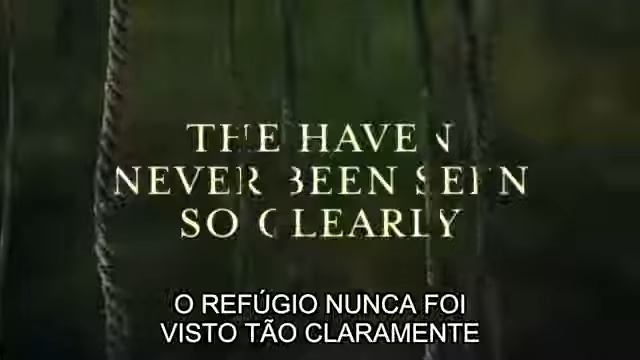 THE HAVEN
NEVER BEEN SEEN
SO CLEARLY
O REFÚGIO NUNCA FOI
VISTO TÃO CLARAMENTE